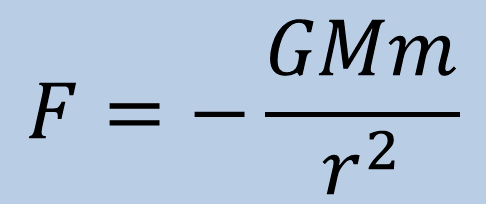 F = − GMm / r²